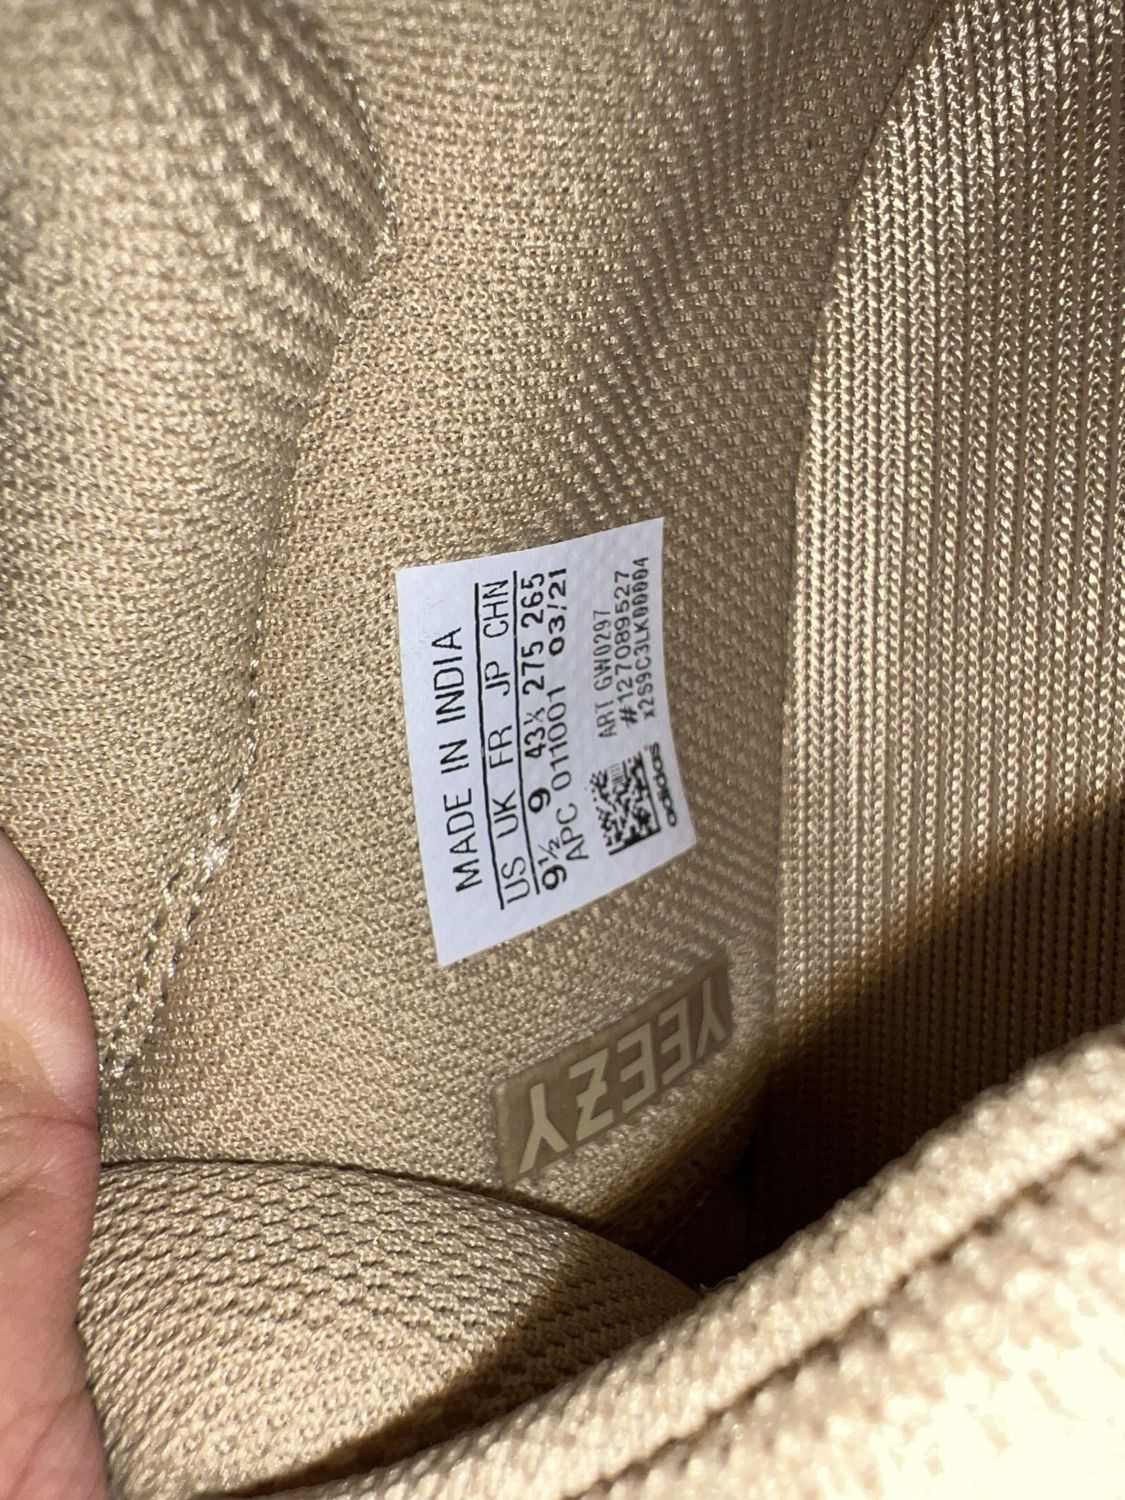 MADE IN INDIA
US UK FR JP CHN
9½ 9 43⅓ 275 265
APC 011001 03/21
ART GW0297
#127089527
x2S9C3LK00004
adidas
YEEZY